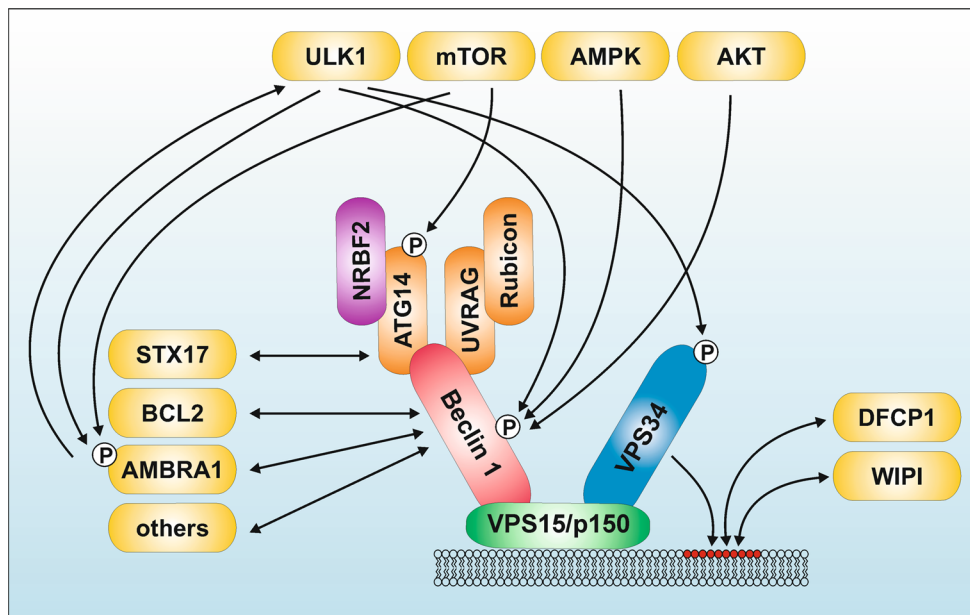 ULK1
mTOR
AMPK
AKT
NRBF2
P
ATG14
UVRAG
Rubicon
STX17
BCL2
P
AMBRA1
others
Beclin 1
P
VPS34
P
VPS15/p150
DFCP1
WIPI